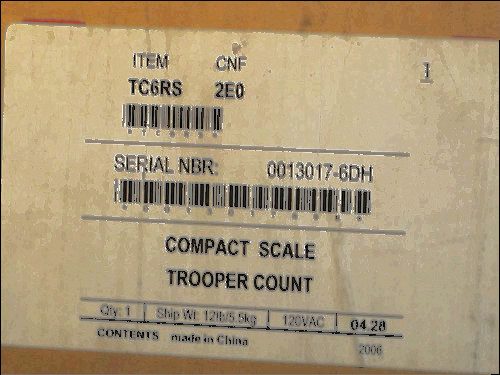 ITEM CNF 1
TC6RS 2E0
SERIAL NBR: 0013017-6DH
COMPACT SCALE
TROOPER COUNT
Qty: 1 Ship Wt: 12lb/5.5kg 120VAC 04.28
CONTENTS made in China 2006